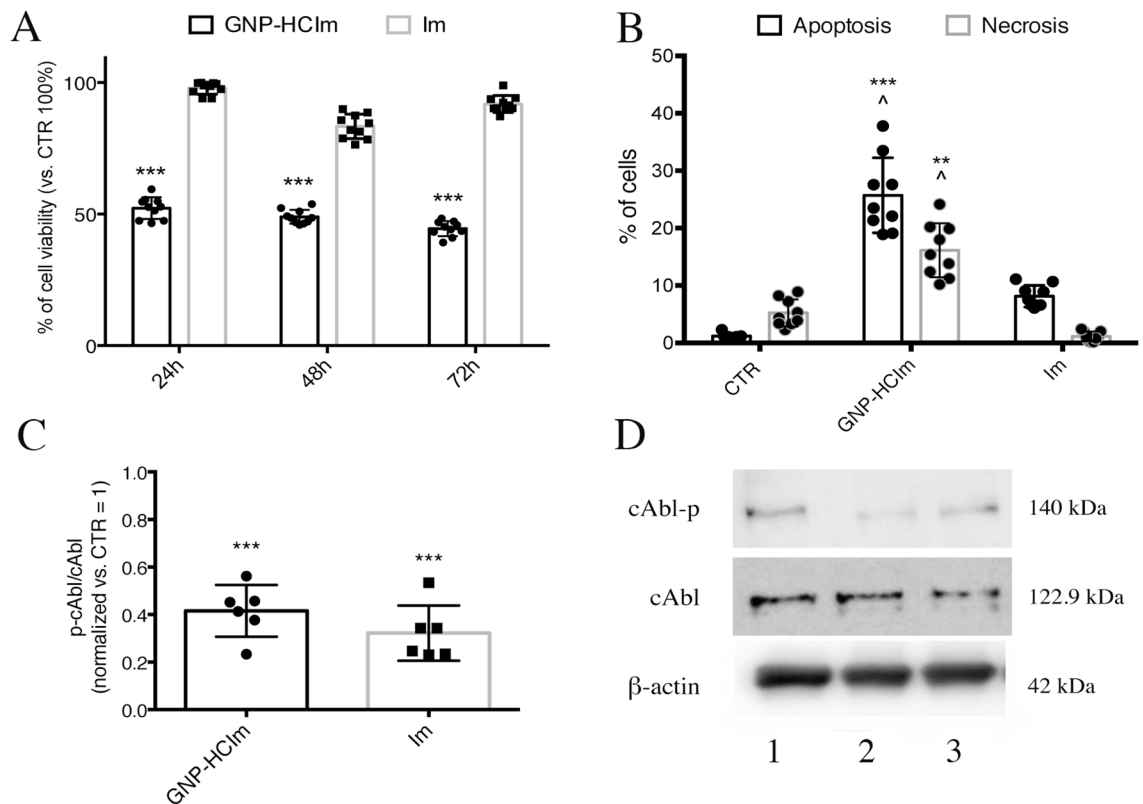 A
GNP-HCIm
Im
% of cell viability (vs. CTR 100%)
100
50
0
***
***
***
24h
48h
72h
B
Apoptosis
Necrosis
% of cells
50
40
30
20
10
0
***
^
**
^
CTR
GNP-HCIm
Im
C
p-cAbl/cAbl
(normalized vs. CTR = 1)
1.0
0.8
0.6
0.4
0.2
0.0
***
***
GNP-HCIm
Im
D
cAbl-p
140 kDa
cAbl
122.9 kDa
β-actin
42 kDa
1 2 3